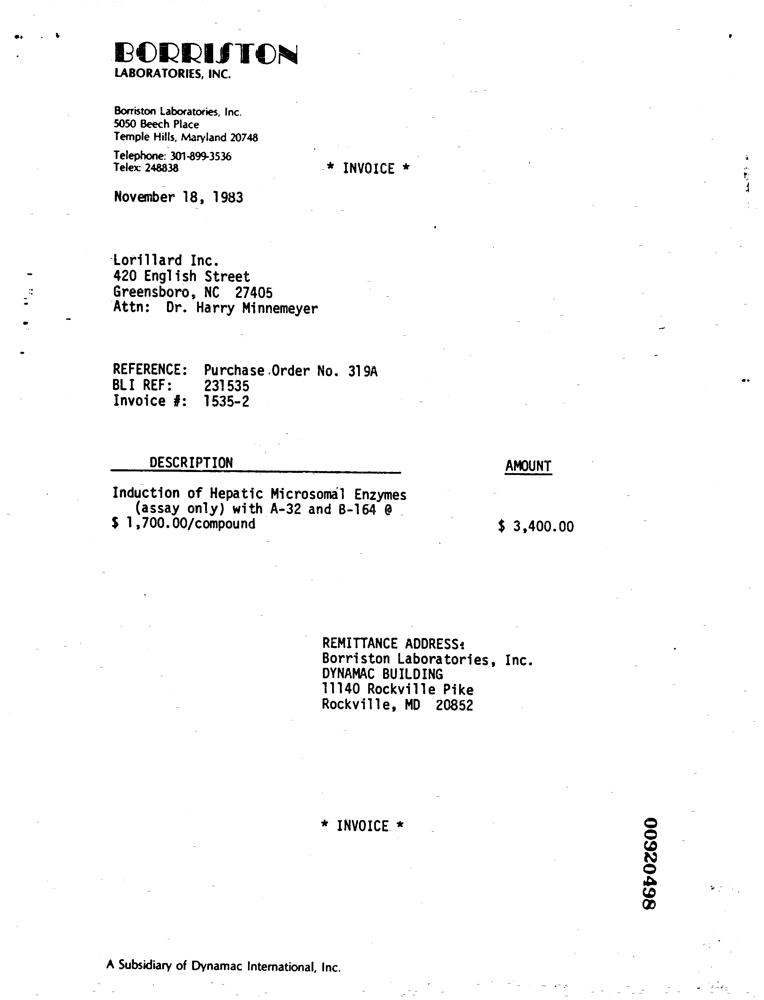 BORRISTON
LABORATORIES, INC.
Borriston Laboratories, Inc.
5050 Beech Place
Temple Hills, Maryland 20748
Telephone: 301-899-3536
Telex: 248838
* INVOICE *
November 18, 1983
Lorillard Inc.
420 English Street
Greensboro, NC 27405
Attn: Dr. Harry Minnemeyer
REFERENCE: Purchase Order No. 319A
BLI REF: 231535
Invoice #: 1535-2
DESCRIPTION AMOUNT
Induction of Hepatic Microsomal Enzymes
(assay only) with A-32 and B-164 @
$ 1,700.00/compound $ 3,400.00
REMITTANCE ADDRESS:
Borriston Laboratories, Inc.
DYNAMAC BUILDING
11140 Rockville Pike
Rockville, MD 20852
* INVOICE *
00920498
A Subsidiary of Dynamac International, Inc.